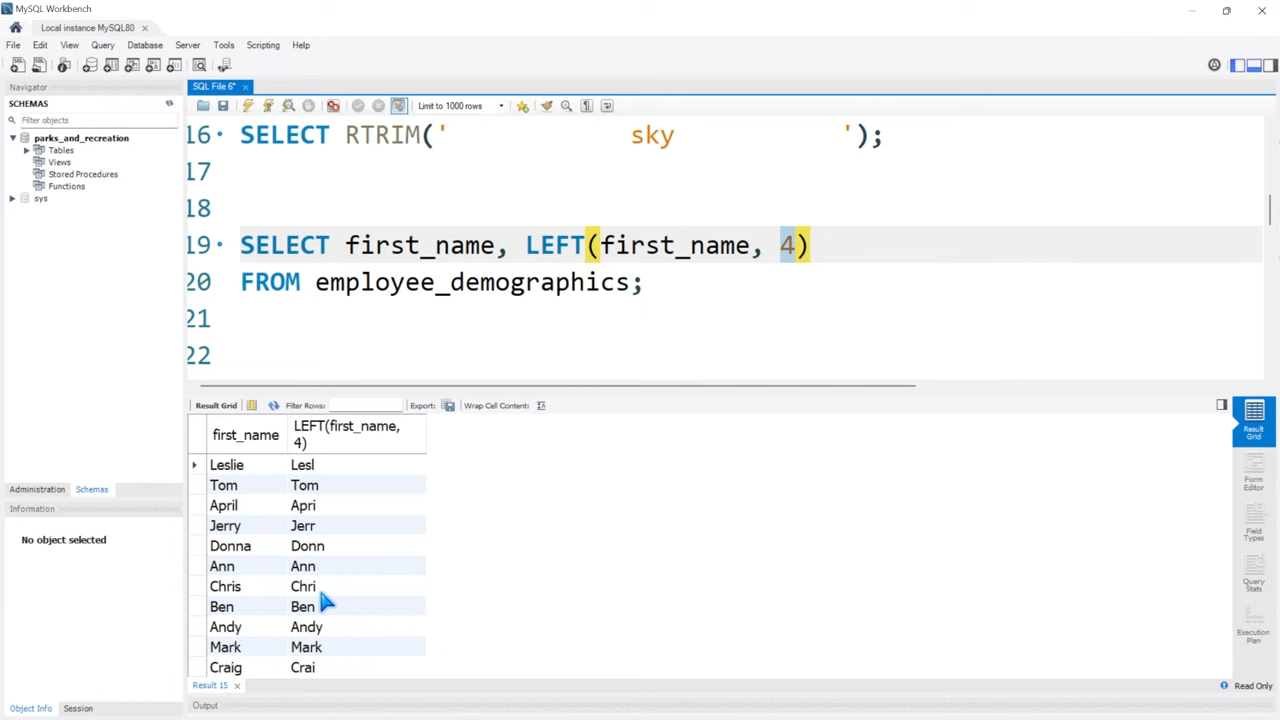 MySQL Workbench
Local instance MySQL80
File Edit View Query Database Server Tools Scripting Help
Navigator
SCHEMAS
Filter objects
parks_and_recreation
Tables
Views
Stored Procedures
Functions
sys
Administration Schemas
Information
No object selected
Object Info Session
SQL File 6*
Limit to 1000 rows
16 SELECT RTRIM(' sky ');
17
18
19 SELECT first_name, LEFT(first_name, 4)
20 FROM employee_demographics;
21
22
Result Grid Filter Rows: Export: Wrap Cell Content:
first_name LEFT(first_name, 4)
Leslie Lesl
Tom Tom
April Apri
Jerry Jerr
Donna Donn
Ann Ann
Chris Chri
Ben Ben
Andy Andy
Mark Mark
Craig Crai
Result 15
Output
Result Grid
Form Editor
Field Types
Query Stats
Execution Plan
Read Only